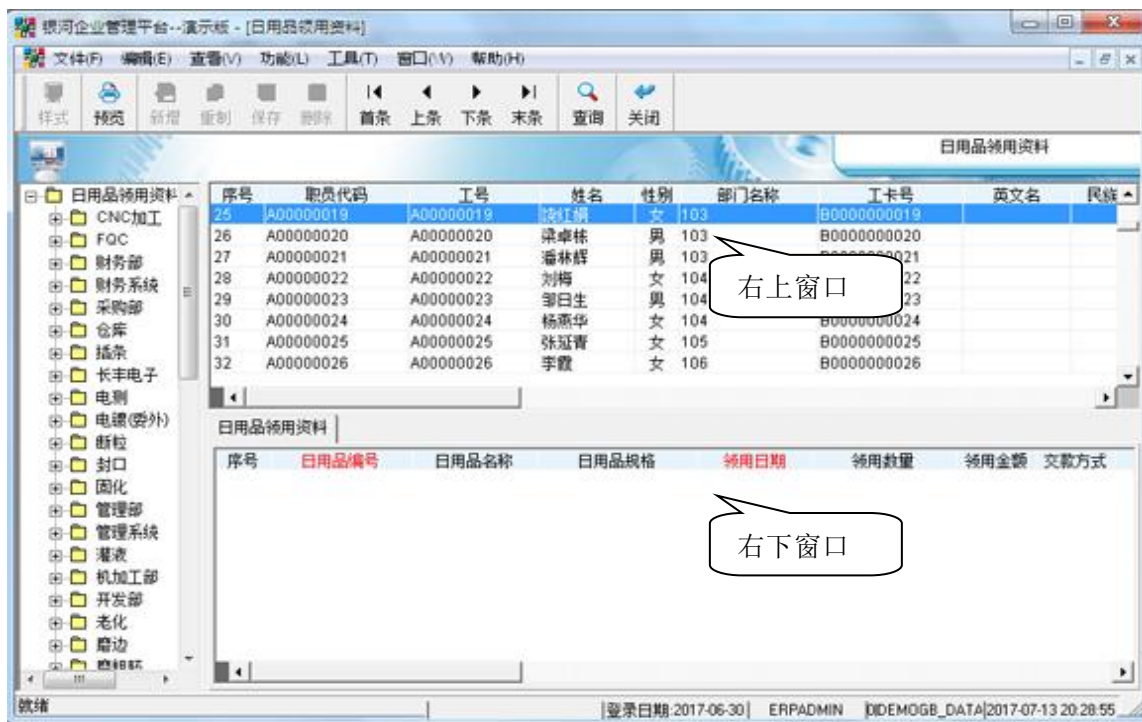 银河企业管理平台--演示版 - [日用品领用资料]
文件(F) 编辑(E) 查看(V) 功能(L) 工具(T) 窗口(W) 帮助(H)
样式 预览 新增 重制 保存 删除 首条 上条 下条 末条 查询 关闭
日用品领用资料
日用品领用资料
CNC加工
FQC
财务部
财务系统
采购部
仓库
插条
长丰电子
电测
电镀(委外)
断粒
封口
固化
管理部
管理系统
灌液
机加工部
开发部
老化
磨边
序号 职员代码 工号 姓名 性别 部门名称 工卡号 英文名 民族
25 A00000019 A00000019 饶红娟 女 103 B0000000019
26 A00000020 A00000020 梁卓栋 男 103 B0000000020
27 A00000021 A00000021 潘林辉 男 103 21
28 A00000022 A00000022 刘梅 女 104 22
29 A00000023 A00000023 邹日生 男 104 23
30 A00000024 A00000024 杨燕华 女 104 B0000000024
31 A00000025 A00000025 张延青 女 105 B0000000025
32 A00000026 A00000026 李霞 女 106 B0000000026
右上窗口
日用品领用资料
序号 日用品编号 日用品名称 日用品规格 领用日期 领用数量 领用金额 交款方式
右下窗口
就绪 登录日期:2017-06-30 ERPADMIN DEMOGB_DATA 2017-07-13 20:28:55